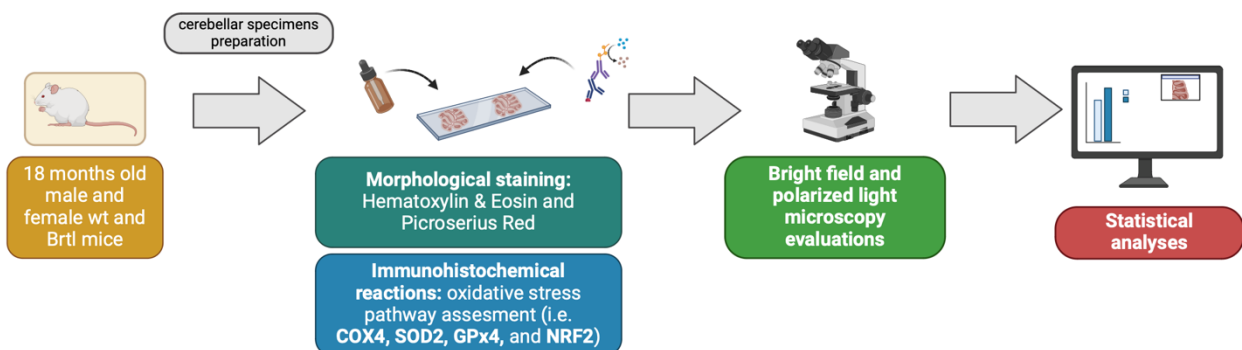 cerebellar specimens
preparation
18 months old
male and
female wt and
Brtl mice
Morphological staining:
Hematoxylin & Eosin and
Picroserius Red
Immunohistochemical
reactions: oxidative stress
pathway assesment (i.e.
COX4, SOD2, GPx4, and NRF2)
Bright field and
polarized light
microscopy
evaluations
Statistical
analyses